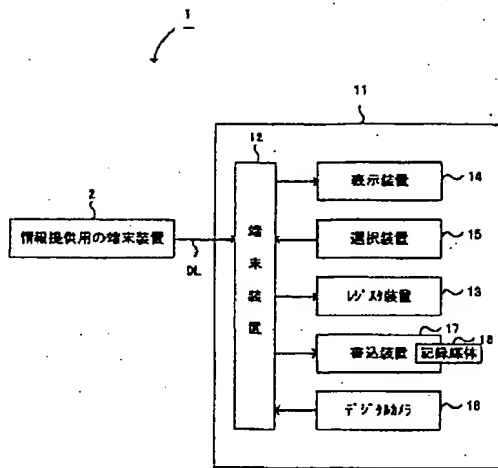 1
11
12
表示装置
14
2
情報提供用の端末装置
DL
端末装置
選択装置
15
レジスタ装置
13
17
18
書込装置
記録媒体
デジタルカメラ
16